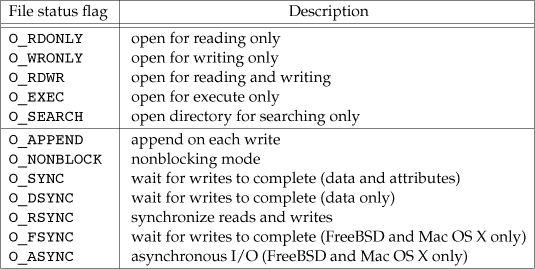 File status flag Description
O_RDONLY open for reading only
O_WRONLY open for writing only
O_RDWR open for reading and writing
O_EXEC open for execute only
O_SEARCH open directory for searching only
O_APPEND append on each write
O_NONBLOCK nonblocking mode
O_SYNC wait for writes to complete (data and attributes)
O_DSYNC wait for writes to complete (data only)
O_RSYNC synchronize reads and writes
O_FSYNC wait for writes to complete (FreeBSD and Mac OS X only)
O_ASYNC asynchronous I/O (FreeBSD and Mac OS X only)